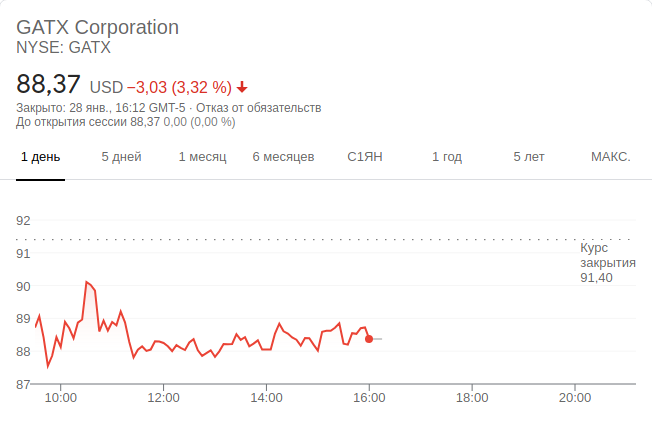 GATX Corporation
NYSE: GATX
88,37 USD −3,03 (3,32 %)
Закрыто: 28 янв., 16:12 GMT-5 · Отказ от обязательств
До открытия сессии 88,37 0,00 (0,00 %)
1 день 5 дней 1 месяц 6 месяцев С1ЯН 1 год 5 лет МАКС.
92
Курс
закрытия
91,40
91
90
89
88
87
10:00 12:00 14:00 16:00 18:00 20:00